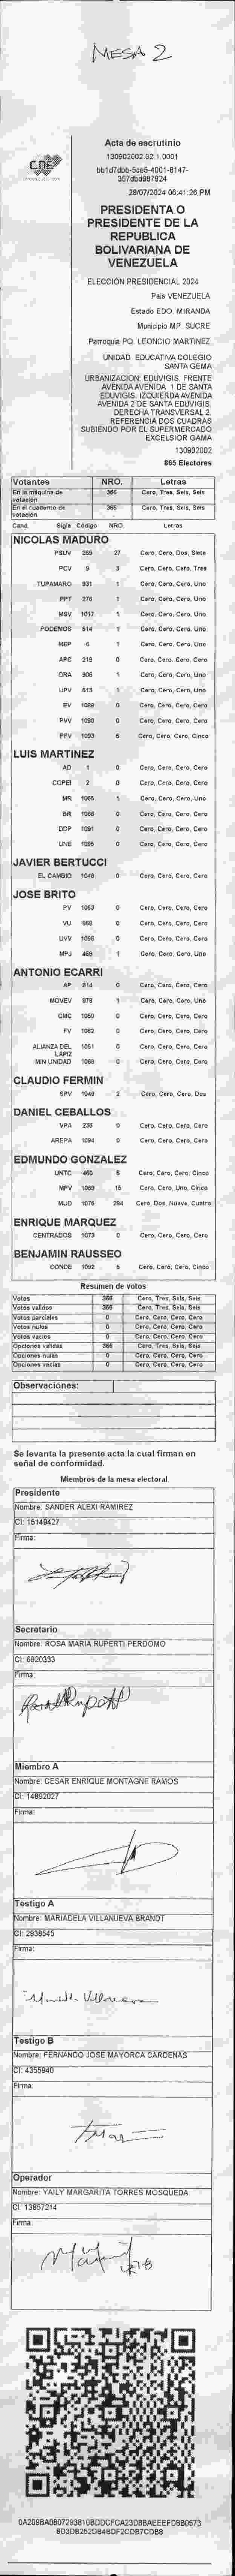 MESA 2
Acta de escrutinio
130902002.02.1.0001
28/07/2024 06:41:26 PM
PRESIDENTA O
PRESIDENTE DE LA
REPUBLICA
BOLIVARIANA DE
VENEZUELA
ELECCIÓN PRESIDENCIAL 2024
Pais VENEZUELA
Estado EDO. MIRANDA
Municipio MP. SUCRE
Parroquia PQ. LEONCIO MARTINEZ
UNIDAD EDUCATIVA COLEGIO
SANTA GEMA
URBANIZACIÓN: EDUVIGIS. FRENTE
AVENIDA AVENIDA 1 DE SANTA
EDUVIGIS. IZQUIERDA AVENIDA
AVENIDA 2 DE SANTA EDUVIGIS.
DERECHA TRANSVERSAL 2.
REFERENCIA DOS CUADRAS
SUBIENDO POR EL SUPERMERCADO
EXCELSIOR GAMA
130902002
865 Electores
Votantes NRO. Letras
En la máquina de votación 366 Cero, Tres, Seis, Seis
En el cuaderno de votación 366 Cero, Tres, Seis, Seis
Cand. Sigla Código NRO. Letras
NICOLAS MADURO
PSUV 259 27 Cero, Cero, Dos, Siete
PCV 9 3 Cero, Cero, Cero, Tres
TUPAMARO 931 1 Cero, Cero, Cero, Uno
PPT 276 1 Cero, Cero, Cero, Uno
MSV 1017 1 Cero, Cero, Cero, Uno
PODEMOS 514 1 Cero, Cero, Cero, Uno
MEP 6 1 Cero, Cero, Cero, Uno
APC 219 0 Cero, Cero, Cero, Cero
ORA 906 1 Cero, Cero, Cero, Uno
UPV 613 1 Cero, Cero, Cero, Uno
EV 1089 0 Cero, Cero, Cero, Cero
PVV 1090 0 Cero, Cero, Cero, Cero
PFV 1093 5 Cero, Cero, Cero, Cinco
LUIS MARTINEZ
AD 1 0 Cero, Cero, Cero, Cero
COPEI 2 0 Cero, Cero, Cero, Cero
MR 1065 1 Cero, Cero, Cero, Uno
BR 1066 0 Cero, Cero, Cero, Cero
DDP 1091 0 Cero, Cero, Cero, Cero
UNE 1095 0 Cero, Cero, Cero, Cero
JAVIER BERTUCCI
EL CAMBIO 1048 0 Cero, Cero, Cero, Cero
JOSE BRITO
PV 1053 0 Cero, Cero, Cero, Cero
VU 968 0 Cero, Cero, Cero, Cero
UVV 1096 0 Cero, Cero, Cero, Cero
MPJ 459 1 Cero, Cero, Cero, Uno
ANTONIO ECARRI
AP 814 0 Cero, Cero, Cero, Cero
MOVEV 978 1 Cero, Cero, Cero, Uno
CMC 1059 0 Cero, Cero, Cero, Cero
FV 1082 0 Cero, Cero, Cero, Cero
ALIANZA DEL LAPIZ 1051 0 Cero, Cero, Cero, Cero
MIN UNIDAD 1068 0 Cero, Cero, Cero, Cero
CLAUDIO FERMIN
SPV 1049 2 Cero, Cero, Cero, Dos
DANIEL CEBALLOS
VPA 238 0 Cero, Cero, Cero, Cero
AREPA 1094 0 Cero, Cero, Cero, Cero
EDMUNDO GONZALEZ
UNTC 460 5 Cero, Cero, Cero, Cinco
MPV 1069 15 Cero, Cero, Uno, Cinco
MUD 1076 294 Cero, Dos, Nueve, Cuatro
ENRIQUE MARQUEZ
CENTRADOS 1073 0 Cero, Cero, Cero, Cero
BENJAMIN RAUSSEO
CONDE 1092 5 Cero, Cero, Cero, Cinco
Resumen de votos
Votos 366 Cero, Tres, Seis, Seis
Votos validos 366 Cero, Tres, Seis, Seis
Votos parciales 0 Cero, Cero, Cero, Cero
Votos nulos 0 Cero, Cero, Cero, Cero
Votos vacíos 0 Cero, Cero, Cero, Cero
Opciones validas 366 Cero, Tres, Seis, Seis
Opciones nulas 0 Cero, Cero, Cero, Cero
Opciones vacías 0 Cero, Cero, Cero, Cero
Observaciones:
Se levanta la presente acta la cual firman en
señal de conformidad.
Miembros de la mesa electoral
Presidente
Nombre: SANDER ALEXI RAMIREZ
CI: 15149427
Firma:
Secretario
Nombre: ROSA MARIA RUPERTI PERDOMO
CI: 6920333
Firma:
Miembro A
Nombre: CESAR ENRIQUE MONTAGNE RAMOS
CI: 14892027
Firma:
Testigo A
Nombre: MARIADELA VILLANUEVA BRANDT
CI: 2938545
Firma:
Testigo B
Nombre: FERNANDO JOSE MAYORCA CARDENAS
CI: 4355940
Firma:
Operador
Nombre: YAILY MARGARITA TORRES MOSQUEDA
CI: 13857214
Firma: